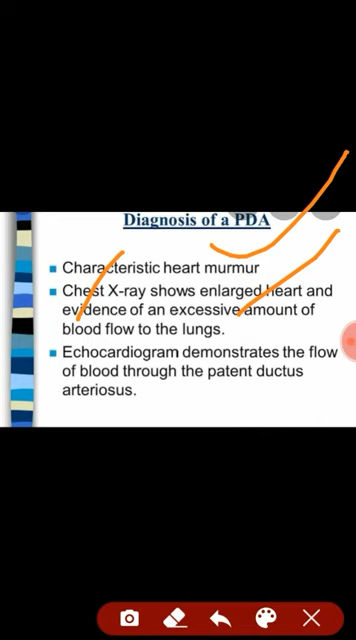 Diagnosis of a PDA
Characteristic heart murmur
Chest X-ray shows enlarged heart and
evidence of an excessive amount of
blood flow to the lungs.
Echocardiogram demonstrates the flow
of blood through the patent ductus
arteriosus.